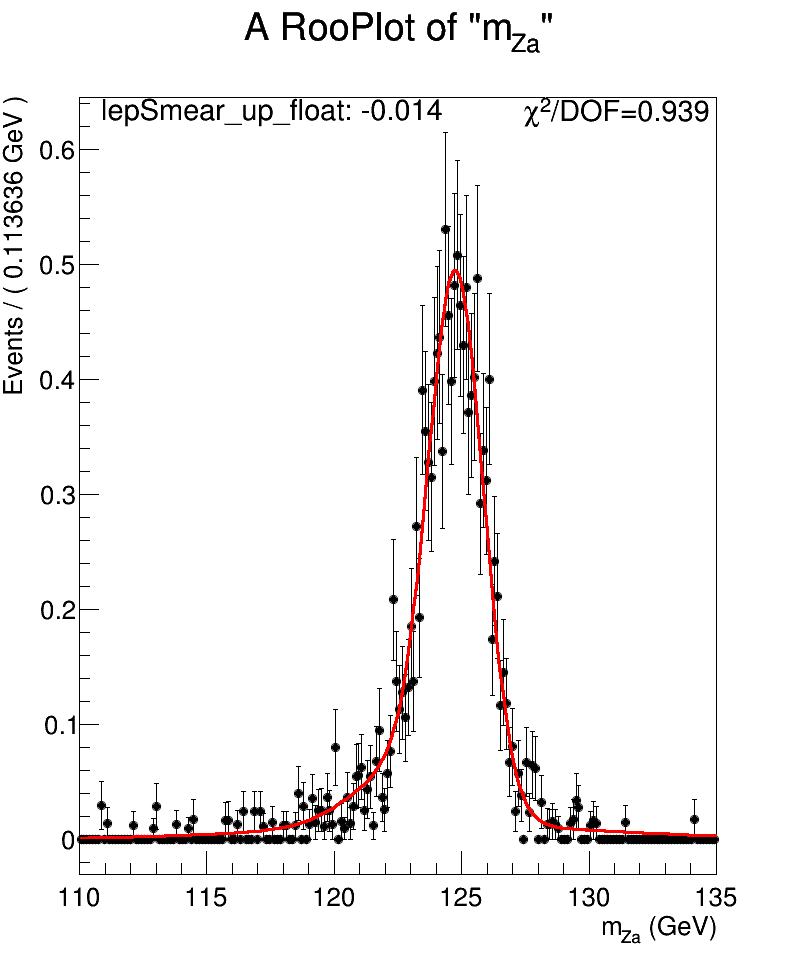 A RooPlot of "m_Za"
lepSmear_up_float: -0.014
χ²/DOF=0.939
Events / ( 0.113636 GeV )
0.6
0.5
0.4
0.3
0.2
0.1
0
110 115 120 125 130 135
m_Za (GeV)